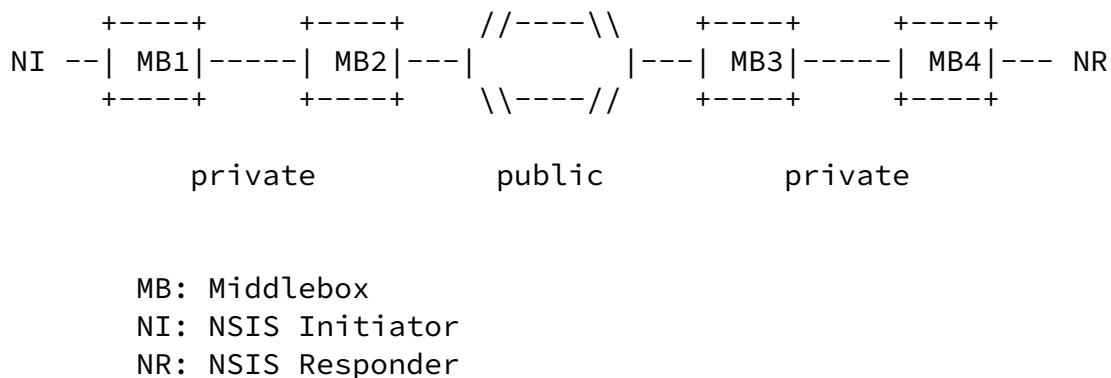 +----+ +----+ //----\\ +----+ +----+
NI --| MB1|-----| MB2|---| |---| MB3|-----| MB4|--- NR
+----+ +----+ \\----// +----+ +----+
private public private
MB: Middlebox
NI: NSIS Initiator
NR: NSIS Responder